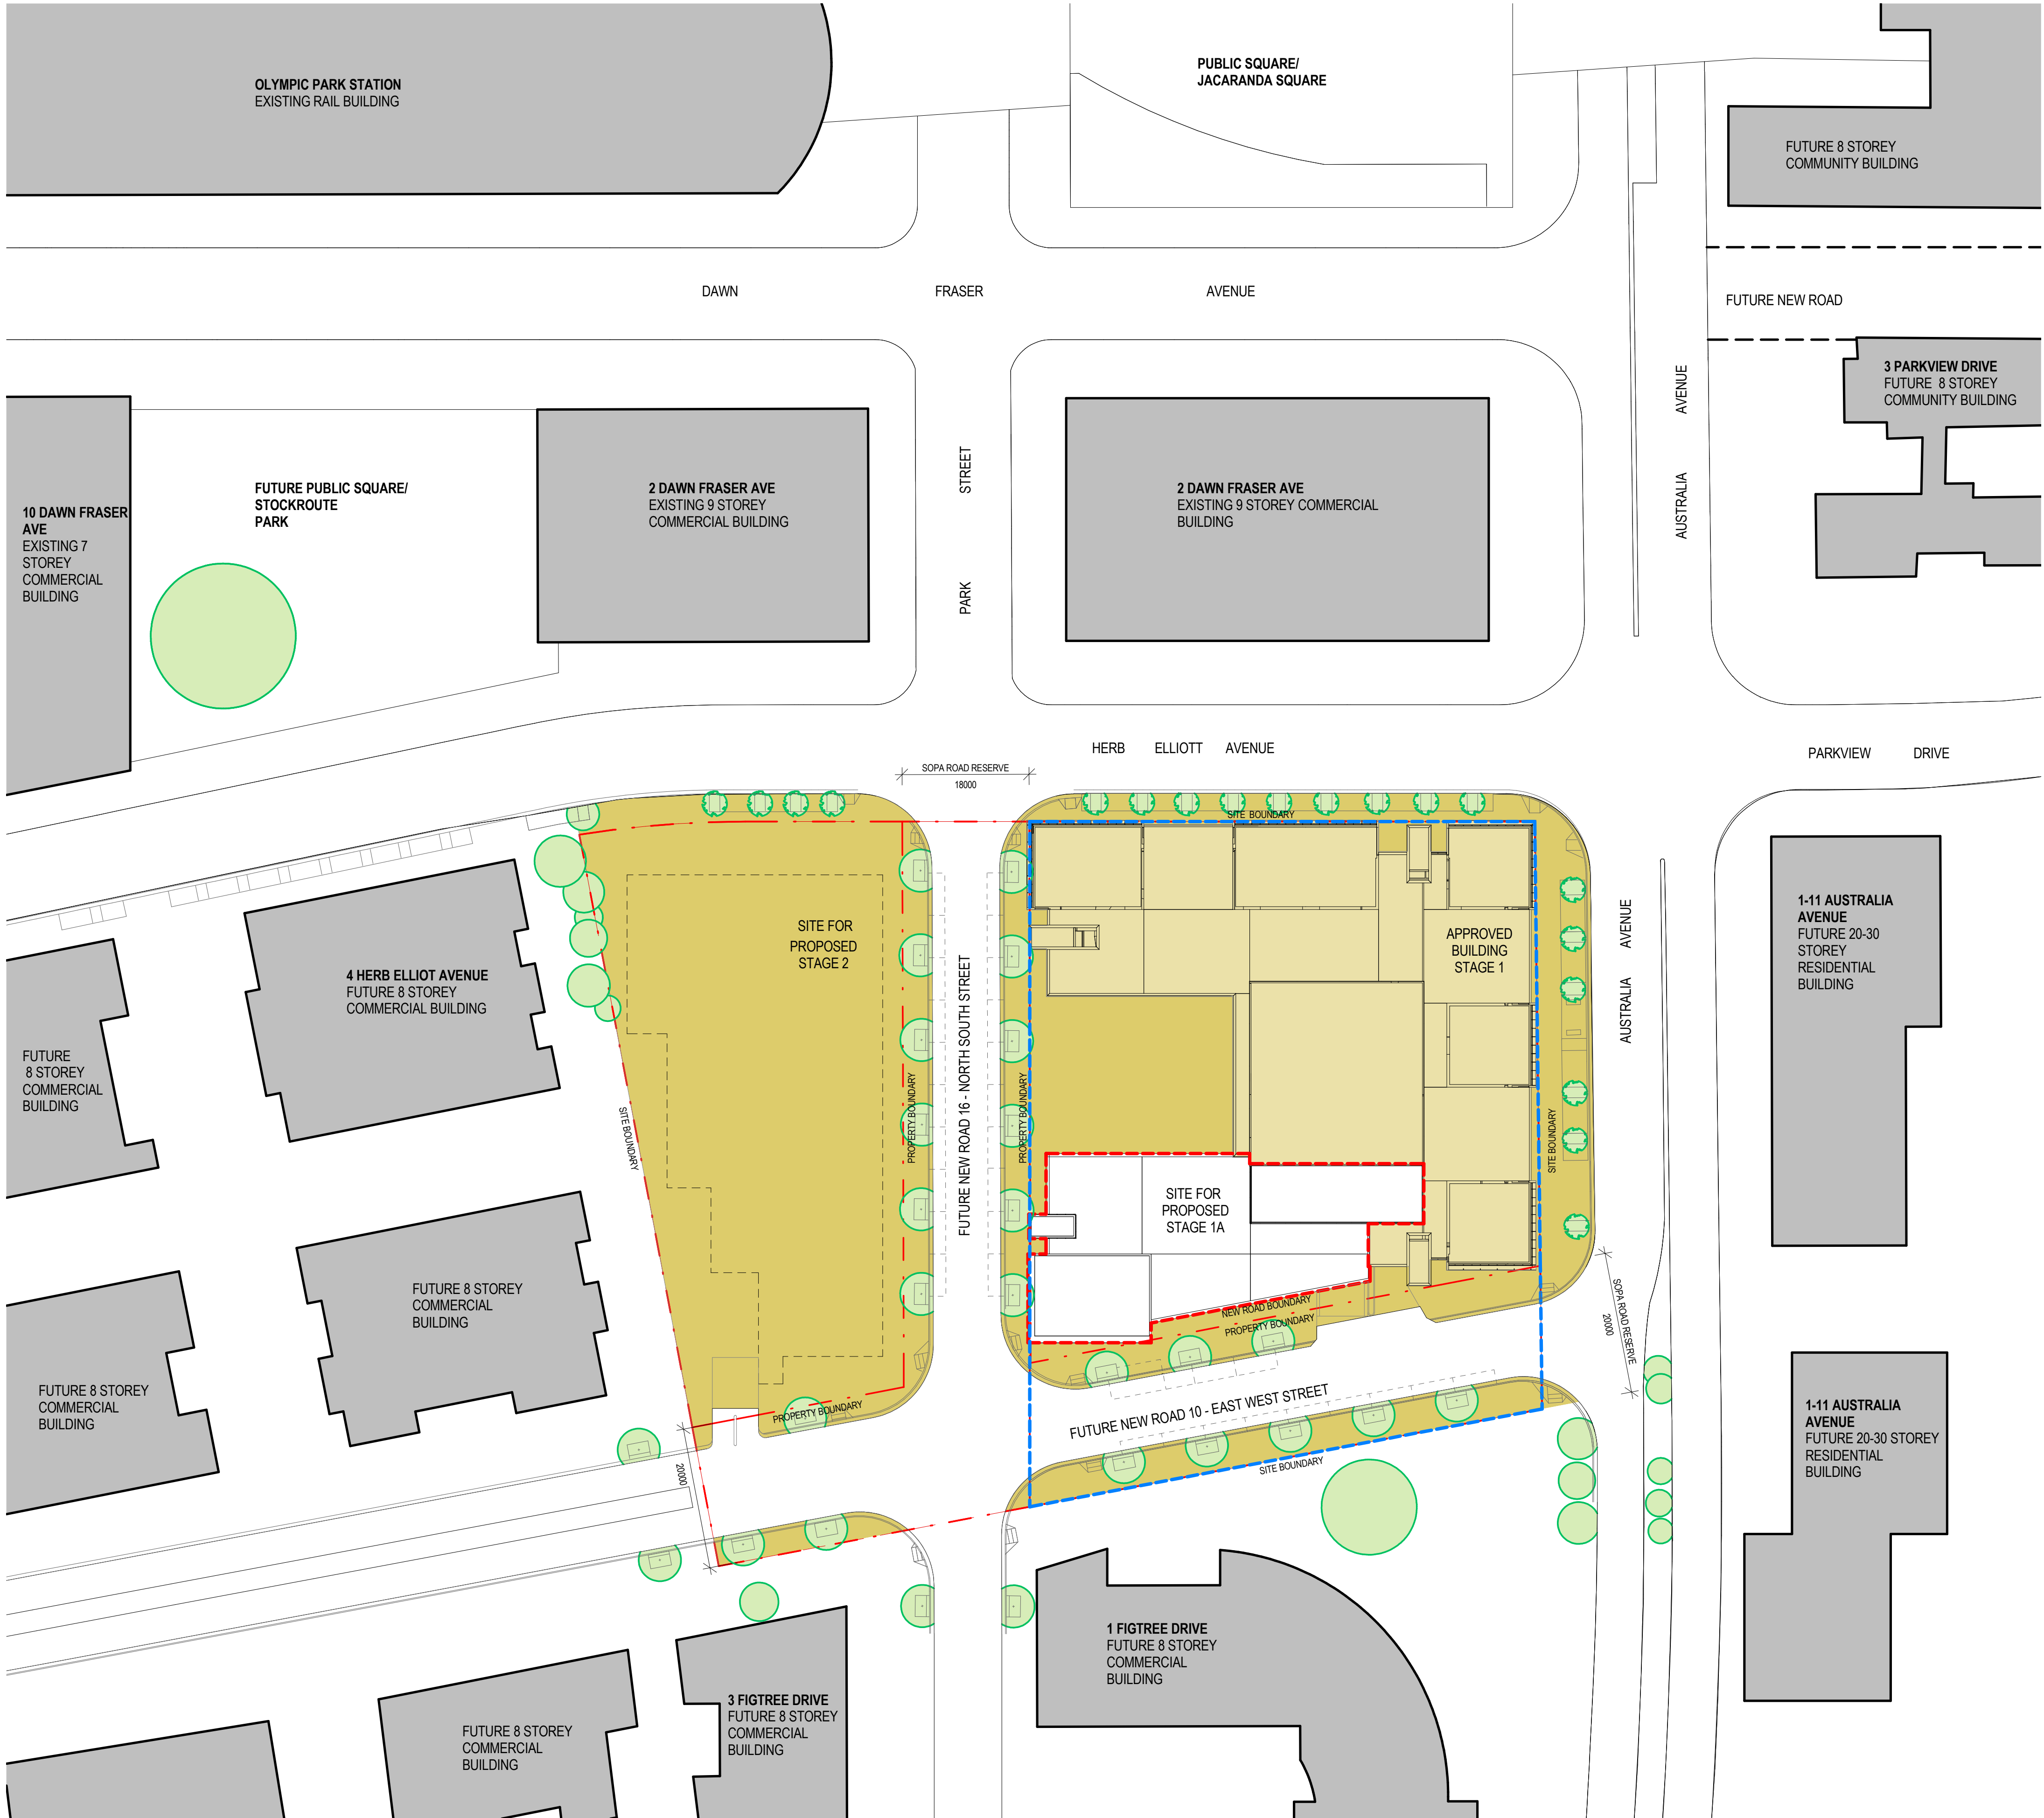 OLYMPIC PARK STATION
EXISTING RAIL BUILDING
PUBLIC SQUARE/
JACARANDA SQUARE
FUTURE 8 STOREY
COMMUNITY BUILDING
DAWN FRASER AVENUE
FUTURE NEW ROAD
3 PARKVIEW DRIVE
FUTURE 8 STOREY
COMMUNITY BUILDING
AUSTRALIA AVENUE
10 DAWN FRASER
AVE
EXISTING 7
STOREY
COMMERCIAL
BUILDING
FUTURE PUBLIC SQUARE/
STOCKROUTE
PARK
2 DAWN FRASER AVE
EXISTING 9 STOREY
COMMERCIAL BUILDING
PARK STREET
2 DAWN FRASER AVE
EXISTING 9 STOREY COMMERCIAL
BUILDING
HERB ELLIOTT AVENUE
PARKVIEW DRIVE
SOPA ROAD RESERVE
18000
SITE BOUNDARY
SITE FOR
PROPOSED
STAGE 2
APPROVED
BUILDING
STAGE 1
AUSTRALIA AVENUE
1-11 AUSTRALIA
AVENUE
FUTURE 20-30
STOREY
RESIDENTIAL
BUILDING
4 HERB ELLIOT AVENUE
FUTURE 8 STOREY
COMMERCIAL BUILDING
FUTURE
8 STOREY
COMMERCIAL
BUILDING
SITE BOUNDARY
PROPERTY BOUNDARY
FUTURE NEW ROAD 16 - NORTH SOUTH STREET
PROPERTY BOUNDARY
SITE BOUNDARY
SITE FOR
PROPOSED
STAGE 1A
FUTURE 8 STOREY
COMMERCIAL
BUILDING
NEW ROAD BOUNDARY
PROPERTY BOUNDARY
SOPA ROAD RESERVE
20000
FUTURE 8 STOREY
COMMERCIAL
BUILDING
PROPERTY BOUNDARY
FUTURE NEW ROAD 10 - EAST WEST STREET
1-11 AUSTRALIA
AVENUE
FUTURE 20-30 STOREY
RESIDENTIAL
BUILDING
20000
SITE BOUNDARY
1 FIGTREE DRIVE
FUTURE 8 STOREY
COMMERCIAL
BUILDING
3 FIGTREE DRIVE
FUTURE 8 STOREY
COMMERCIAL
BUILDING
FUTURE 8 STOREY
COMMERCIAL
BUILDING